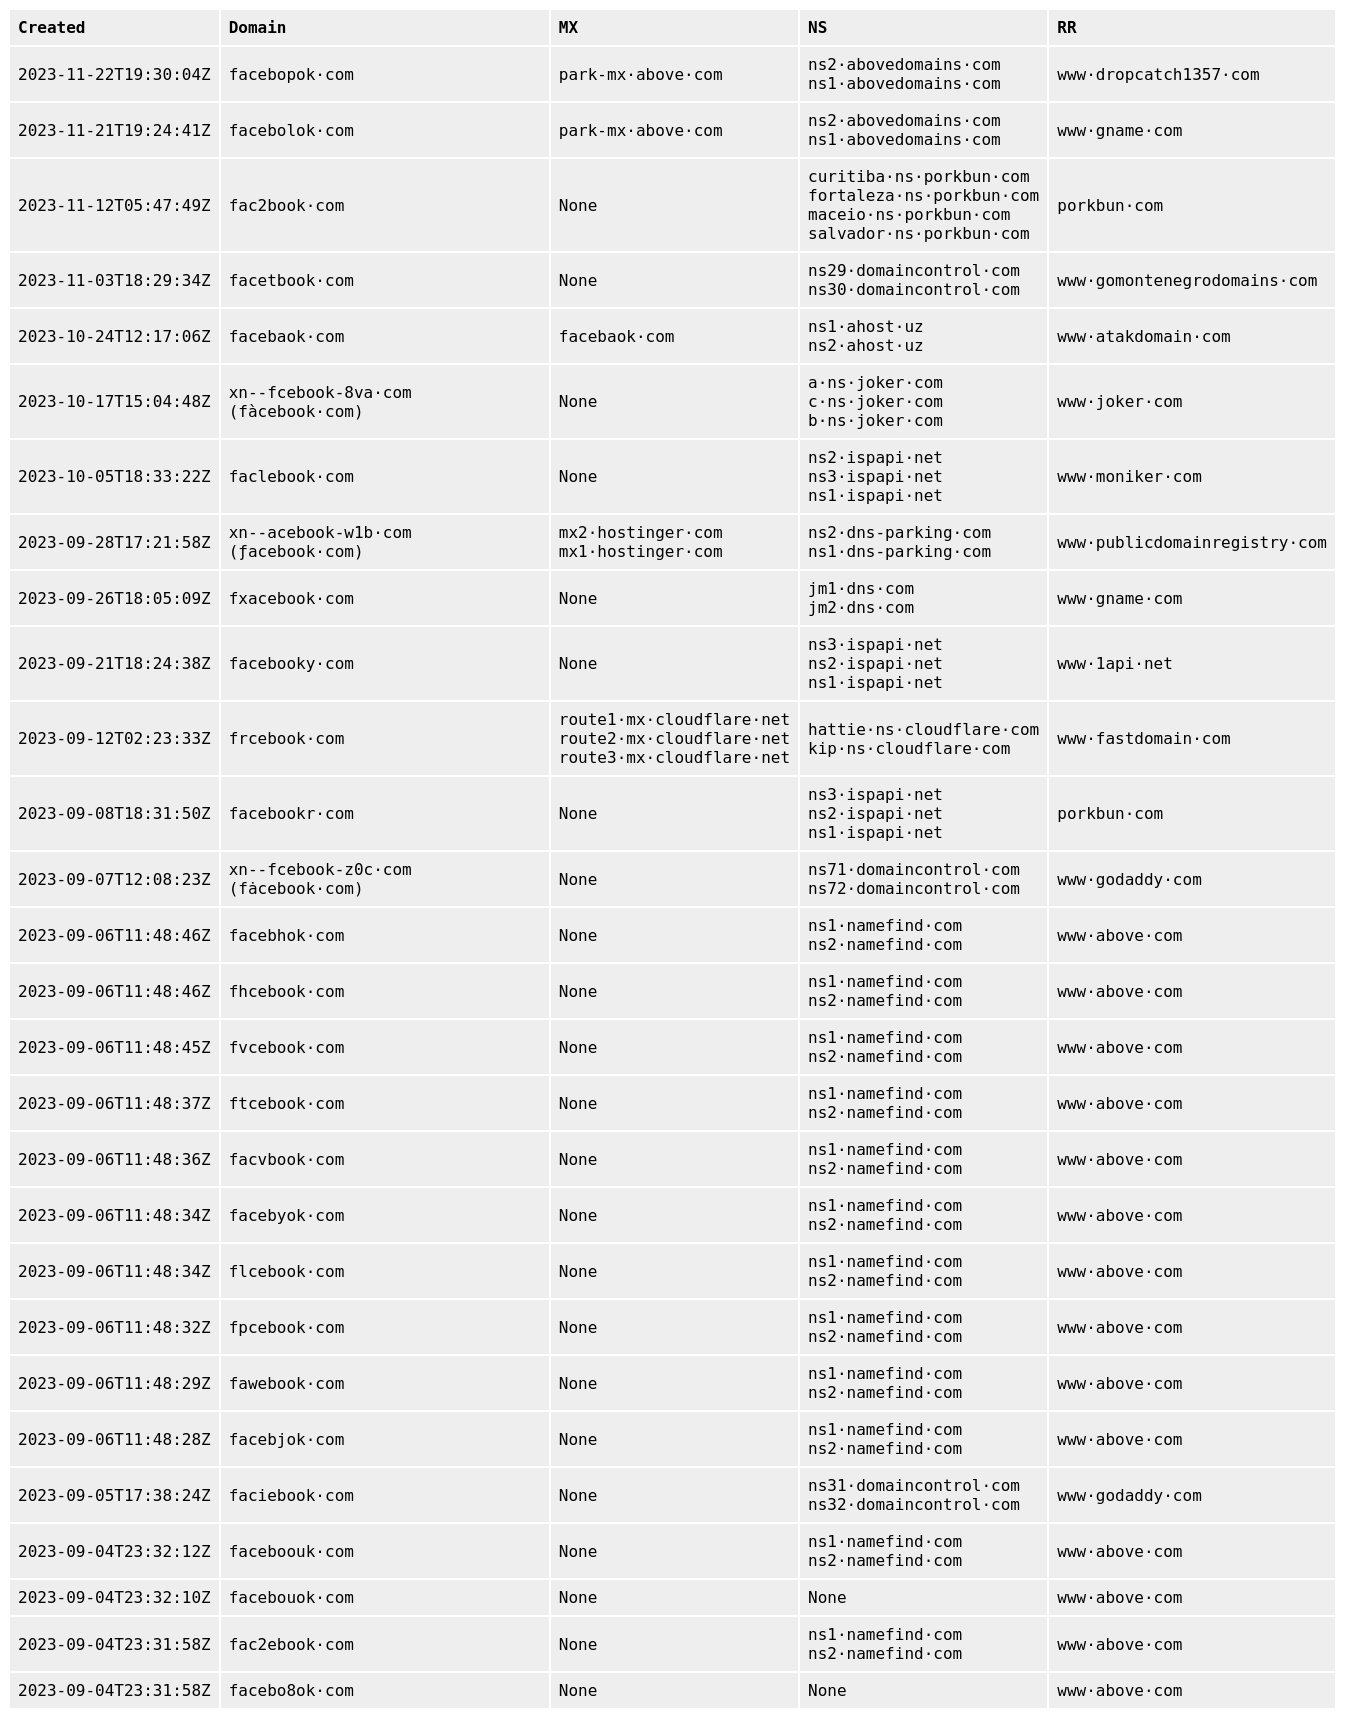 Created Domain MX NS RR
2023-11-22T19:30:04Z facebopok·com park-mx·above·com ns2·abovedomains·com
ns1·abovedomains·com www·dropcatch1357·com
2023-11-21T19:24:41Z facebolok·com park-mx·above·com ns2·abovedomains·com
ns1·abovedomains·com www·gname·com
2023-11-12T05:47:49Z fac2book·com None curitiba·ns·porkbun·com
fortaleza·ns·porkbun·com
maceio·ns·porkbun·com
salvador·ns·porkbun·com porkbun·com
2023-11-03T18:29:34Z facetbook·com None ns29·domaincontrol·com
ns30·domaincontrol·com www·gomontenegrodomains·com
2023-10-24T12:17:06Z facebaok·com facebaok·com ns1·ahost·uz
ns2·ahost·uz www·atakdomain·com
2023-10-17T15:04:48Z xn--fcebook-8va·com
(fàcebook·com) None a·ns·joker·com
c·ns·joker·com
b·ns·joker·com www·joker·com
2023-10-05T18:33:22Z faclebook·com None ns2·ispapi·net
ns3·ispapi·net
ns1·ispapi·net www·moniker·com
2023-09-28T17:21:58Z xn--acebook-w1b·com
(ƒacebook·com) mx2·hostinger·com
mx1·hostinger·com ns2·dns-parking·com
ns1·dns-parking·com www·publicdomainregistry·com
2023-09-26T18:05:09Z fxacebook·com None jm1·dns·com
jm2·dns·com www·gname·com
2023-09-21T18:24:38Z facebooky·com None ns3·ispapi·net
ns2·ispapi·net
ns1·ispapi·net www·1api·net
2023-09-12T02:23:33Z frcebook·com route1·mx·cloudflare·net
route2·mx·cloudflare·net
route3·mx·cloudflare·net hattie·ns·cloudflare·com
kip·ns·cloudflare·com www·fastdomain·com
2023-09-08T18:31:50Z facebookr·com None ns3·ispapi·net
ns2·ispapi·net
ns1·ispapi·net porkbun·com
2023-09-07T12:08:23Z xn--fcebook-z0c·com
(fȧcebook·com) None ns71·domaincontrol·com
ns72·domaincontrol·com www·godaddy·com
2023-09-06T11:48:46Z facebhok·com None ns1·namefind·com
ns2·namefind·com www·above·com
2023-09-06T11:48:46Z fhcebook·com None ns1·namefind·com
ns2·namefind·com www·above·com
2023-09-06T11:48:45Z fvcebook·com None ns1·namefind·com
ns2·namefind·com www·above·com
2023-09-06T11:48:37Z ftcebook·com None ns1·namefind·com
ns2·namefind·com www·above·com
2023-09-06T11:48:36Z facvbook·com None ns1·namefind·com
ns2·namefind·com www·above·com
2023-09-06T11:48:34Z facebyok·com None ns1·namefind·com
ns2·namefind·com www·above·com
2023-09-06T11:48:34Z flcebook·com None ns1·namefind·com
ns2·namefind·com www·above·com
2023-09-06T11:48:32Z fpcebook·com None ns1·namefind·com
ns2·namefind·com www·above·com
2023-09-06T11:48:29Z fawebook·com None ns1·namefind·com
ns2·namefind·com www·above·com
2023-09-06T11:48:28Z facebjok·com None ns1·namefind·com
ns2·namefind·com www·above·com
2023-09-05T17:38:24Z faciebook·com None ns31·domaincontrol·com
ns32·domaincontrol·com www·godaddy·com
2023-09-04T23:32:12Z faceboouk·com None ns1·namefind·com
ns2·namefind·com www·above·com
2023-09-04T23:32:10Z facebouok·com None None www·above·com
2023-09-04T23:31:58Z fac2ebook·com None ns1·namefind·com
ns2·namefind·com www·above·com
2023-09-04T23:31:58Z facebo8ok·com None None www·above·com